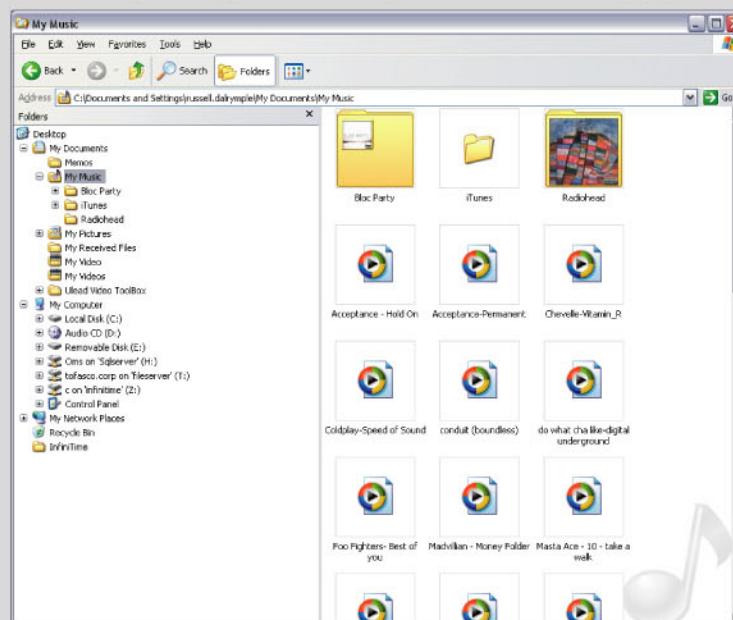 My Music
File Edit View Favorites Tools Help
Back Search Folders
Address C:\Documents and Settings\russell.dalrymple\My Documents\My Music Go
Folders
Desktop
My Documents
Memos
My Music
Bloc Party
iTunes
Radiohead
My Pictures
My Received Files
My Video
My Videos
Ulead Video ToolBox
My Computer
Local Disk (C:)
Audio CD (D:)
Removable Disk (E:)
Oms on 'Sqlserver' (H:)
tofasco.corp on 'fileserver' (T:)
c on 'infinitime' (Z:)
Control Panel
My Network Places
Recycle Bin
InfiniTime
Bloc Party iTunes Radiohead
Acceptance - Hold On Acceptance-Permanent Chevelle-Vitamin_R
Coldplay-Speed of Sound conduit (boundless) do what cha like-digital
underground
Foo Fighters- Best of Madvillian - Money Folder Masta Ace - 10 - take a
you walk